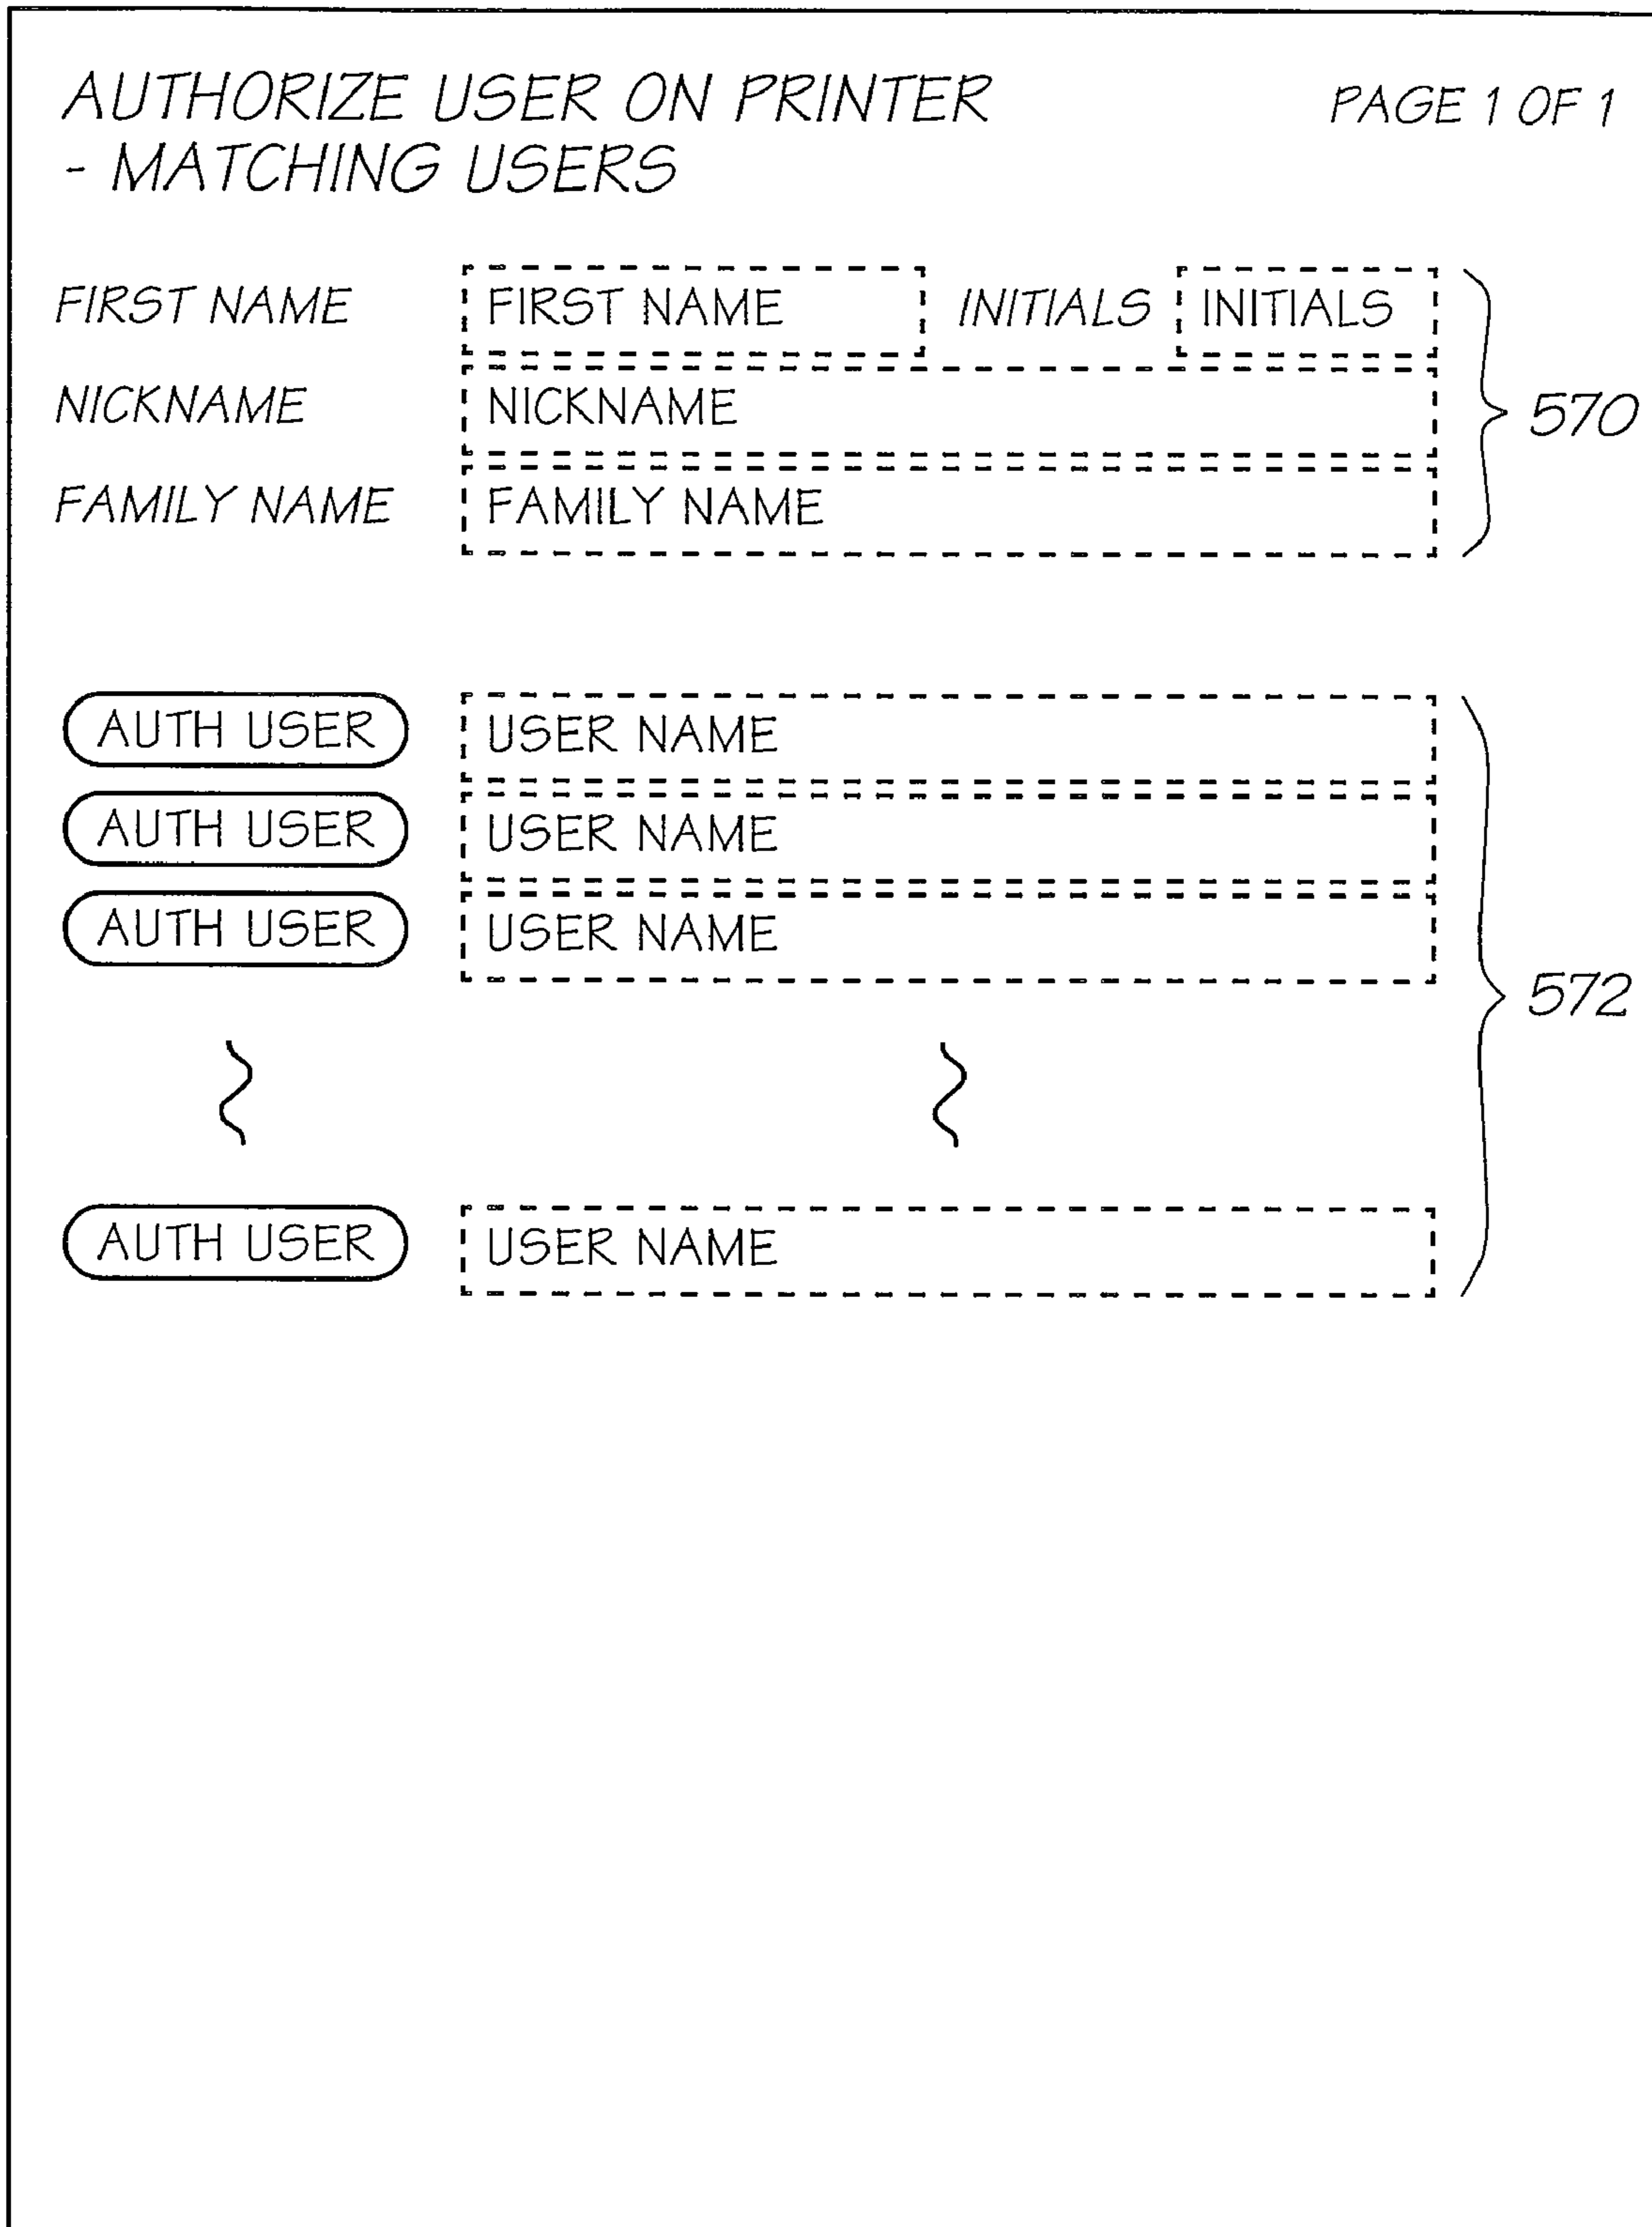 AUTHORIZE USER ON PRINTER PAGE 1 OF 1
- MATCHING USERS
FIRST NAME FIRST NAME INITIALS INITIALS
NICKNAME NICKNAME
570
FAMILY NAME FAMILY NAME
AUTH USER USER NAME
AUTH USER USER NAME
AUTH USER USER NAME
572
AUTH USER USER NAME